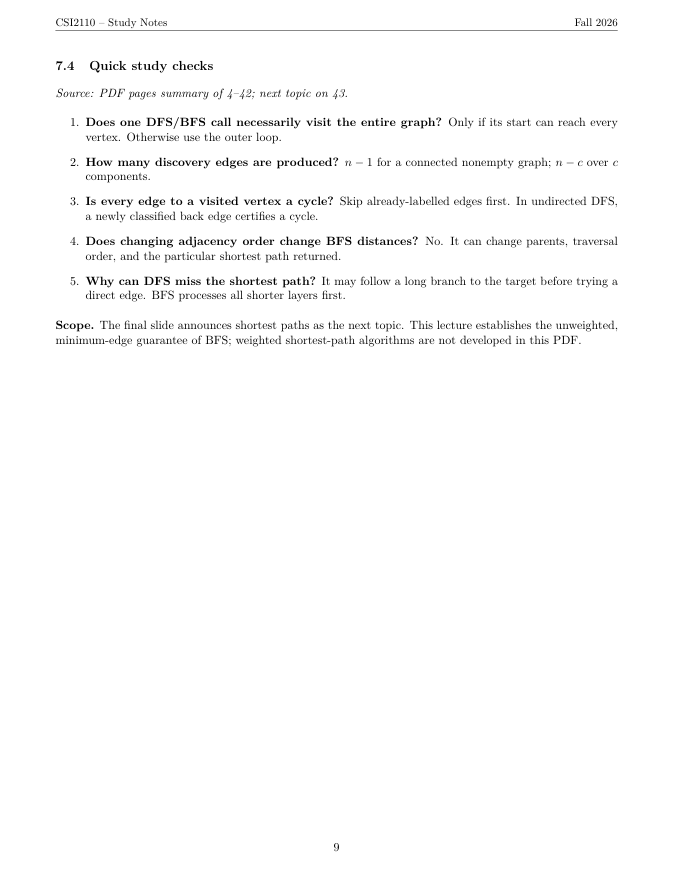 CSI2110 – Study Notes Fall 2026
7.4 Quick study checks
Source: PDF pages summary of 4–42; next topic on 43.
1. Does one DFS/BFS call necessarily visit the entire graph? Only if its start can reach every
vertex. Otherwise use the outer loop.
2. How many discovery edges are produced? n − 1 for a connected nonempty graph; n − c over c
components.
3. Is every edge to a visited vertex a cycle? Skip already-labelled edges first. In undirected DFS,
a newly classified back edge certifies a cycle.
4. Does changing adjacency order change BFS distances? No. It can change parents, traversal
order, and the particular shortest path returned.
5. Why can DFS miss the shortest path? It may follow a long branch to the target before trying a
direct edge. BFS processes all shorter layers first.
Scope. The final slide announces shortest paths as the next topic. This lecture establishes the unweighted,
minimum-edge guarantee of BFS; weighted shortest-path algorithms are not developed in this PDF.
9